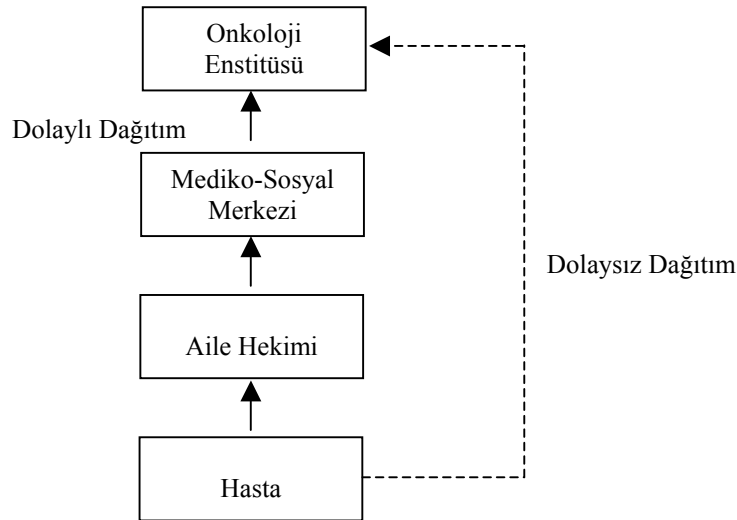 Onkoloji
Enstitüsü
Dolaylı Dağıtım
Mediko-Sosyal
Merkezi
Dolaysız Dağıtım
Aile Hekimi
Hasta